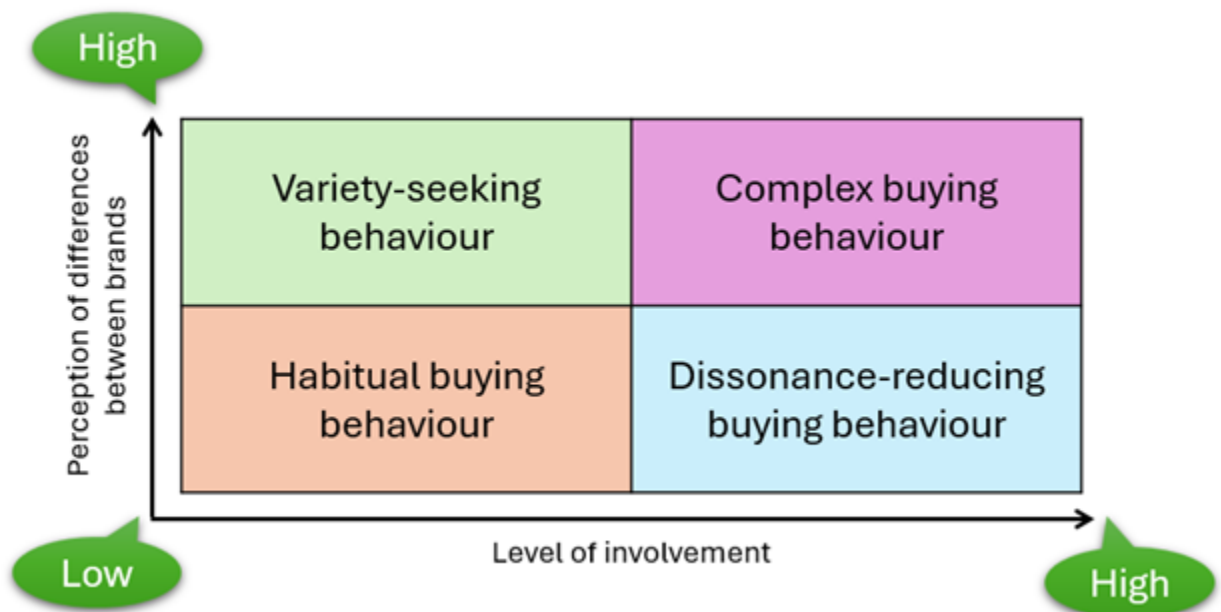 High
Perception of differences
between brands
Variety-seeking
behaviour
Complex buying
behaviour
Habitual buying
behaviour
Dissonance-reducing
buying behaviour
Low
Level of involvement
High